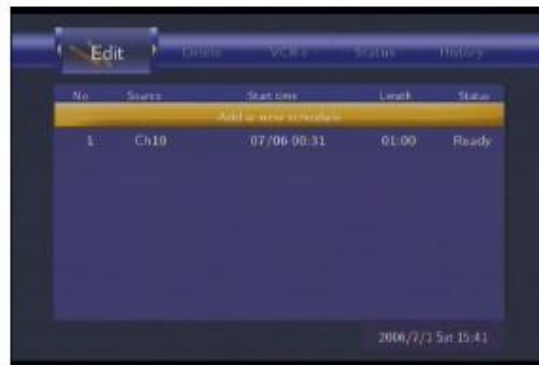 Edit Delete VCR+ Status History
No Source Start time Length Status
Add a new schedule
1 Ch10 07/06 00:31 01:00 Ready
2006/7/1 Sat 15:41